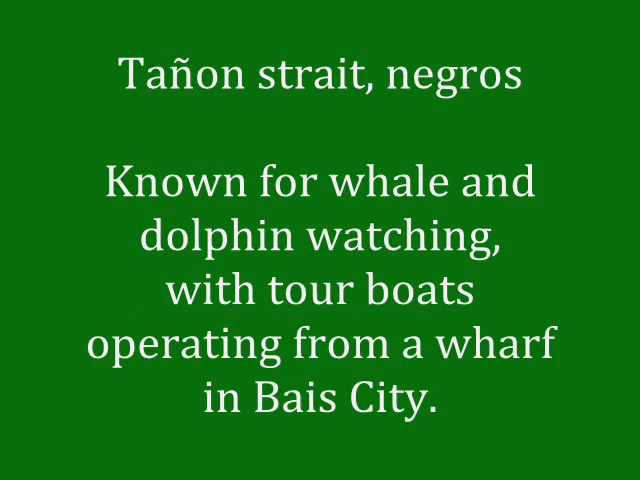 Tañon strait, negros
Known for whale and
dolphin watching,
with tour boats
operating from a wharf
in Bais City.